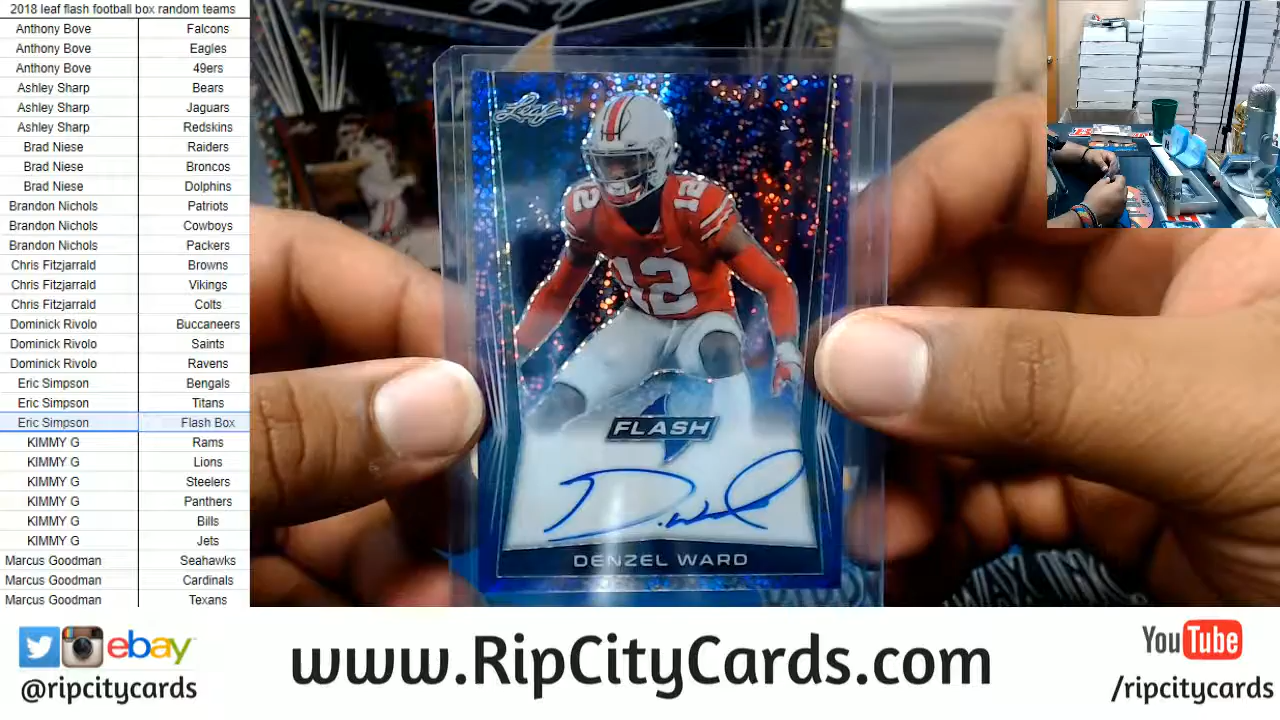 2018 leaf flash football box random teams
Anthony Bove Falcons
Anthony Bove Eagles
Anthony Bove 49ers
Ashley Sharp Bears
Ashley Sharp Jaguars
Ashley Sharp Redskins
Brad Niese Raiders
Brad Niese Broncos
Brad Niese Dolphins
Brandon Nichols Patriots
Brandon Nichols Cowboys
Brandon Nichols Packers
Chris Fitzjarrald Browns
Chris Fitzjarrald Vikings
Chris Fitzjarrald Colts
Dominick Rivolo Buccaneers
Dominick Rivolo Saints
Dominick Rivolo Ravens
Eric Simpson Bengals
Eric Simpson Titans
Eric Simpson Flash Box
KIMMY G Rams
KIMMY G Lions
KIMMY G Steelers
KIMMY G Panthers
KIMMY G Bills
KIMMY G Jets
Marcus Goodman Seahawks
Marcus Goodman Cardinals
Marcus Goodman Texans
Leaf
12
12
12
FLASH
D.Ward
DENZEL WARD
ebay
@ripcitycards
www.RipCityCards.com
YouTube
/ripcitycards